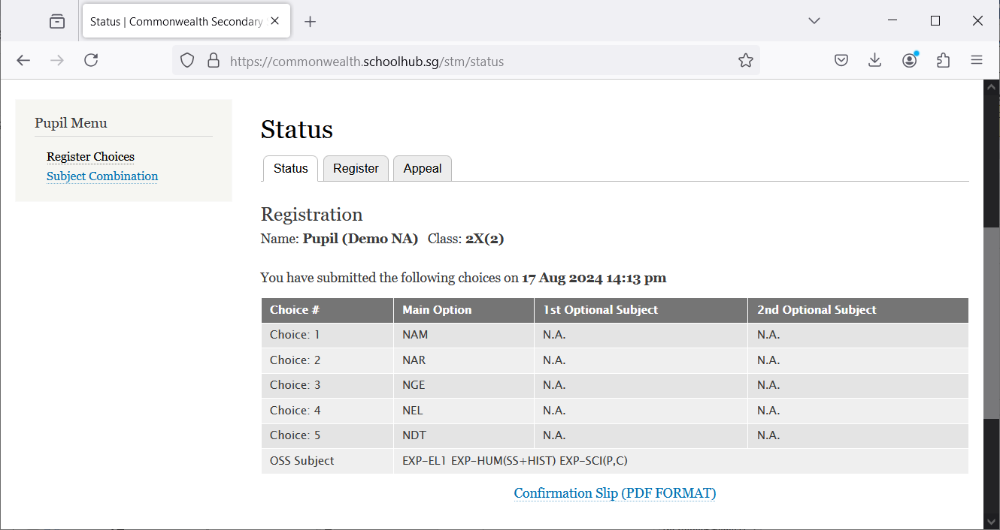 Status | Commonwealth Secondary
https://commonwealth.schoolhub.sg/stm/status
Pupil Menu
Register Choices
Subject Combination
Status
Status Register Appeal
Registration
Name: Pupil (Demo NA) Class: 2X(2)
You have submitted the following choices on 17 Aug 2024 14:13 pm
Choice # Main Option 1st Optional Subject 2nd Optional Subject
Choice: 1 NAM N.A. N.A.
Choice: 2 NAR N.A. N.A.
Choice: 3 NGE N.A. N.A.
Choice: 4 NEL N.A. N.A.
Choice: 5 NDT N.A. N.A.
OSS Subject EXP-EL1 EXP-HUM(SS+HIST) EXP-SCI(P,C)
Confirmation Slip (PDF FORMAT)